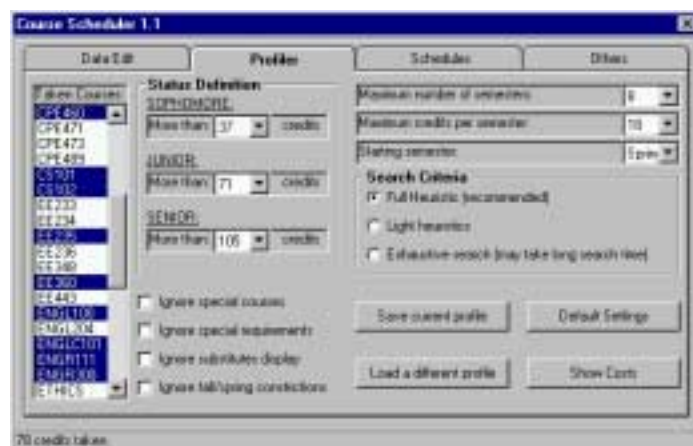 Course Scheduler 1.1
Data Edit
Profiler
Schedules
Others
Taken Courses
CPE460
CPE471
CPE473
CPE489
CS101
CS102
EE233
EE234
EE235
EE236
EE348
EE360
EE443
ENGL100
ENGL204
ENGLC101
ENGR111
ENGR308
ETHICS
Status Definition
SOPHOMORE:
More than: 37 credits
JUNIOR:
More than: 71 credits
SENIOR:
More than: 106 credits
Ignore special courses
Ignore special requirements
Ignore substitutes display
Ignore fall/spring constrictions
Maximum number of semesters: 8
Maximum credits per semester: 18
Starting semester:
Search Criteria
Full Heuristic (recommended)
Light heuristics
Exhaustive search (may take long search time)
Save current profile
Default Settings
Load a different profile
Show Costs
78 credits taken